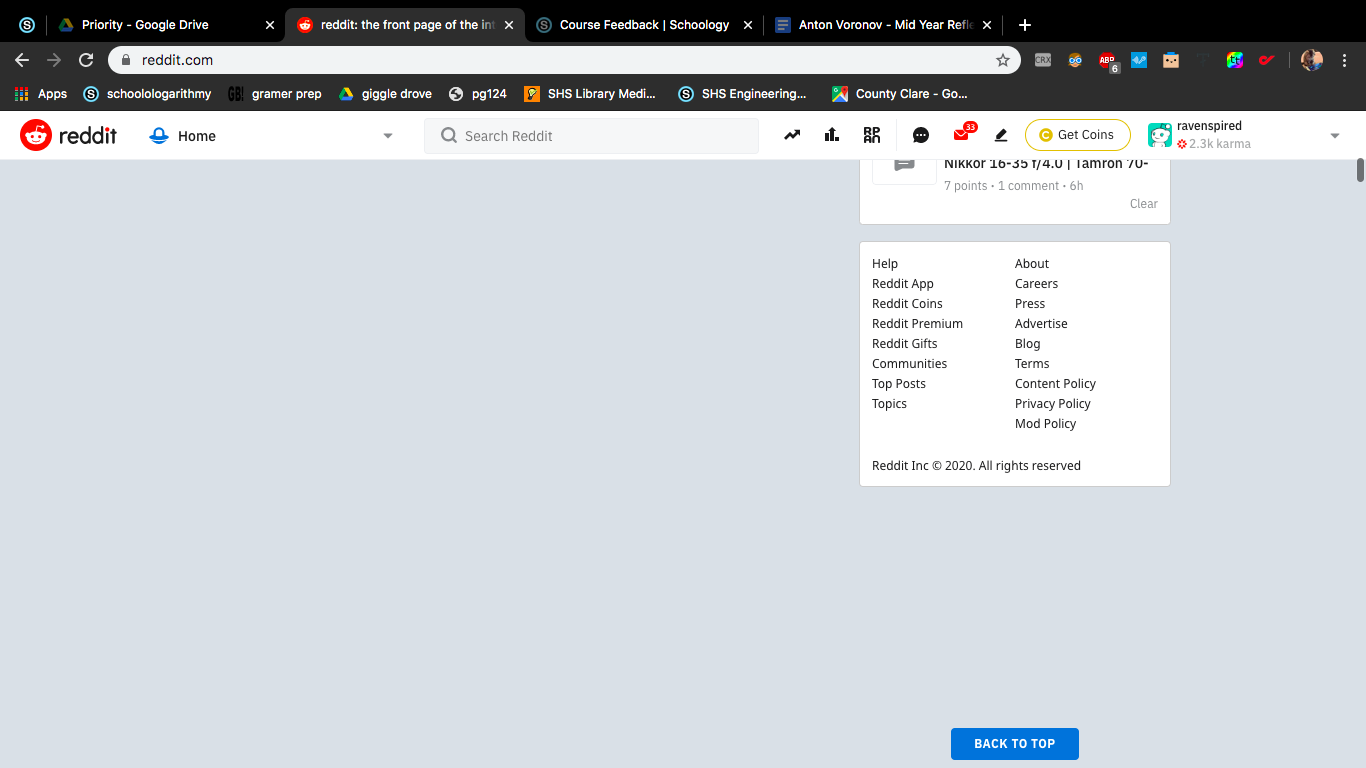 Priority - Google Drive
reddit: the front page of the int
Course Feedback | Schoology
Anton Voronov - Mid Year Refle
reddit.com
CRX
ABP
6
Apps
schoolologarithmy
GB!
gramer prep
giggle drove
pg124
SHS Library Medi...
SHS Engineering...
County Clare - Go...
reddit
Home
Search Reddit
RP
AN
33
Get Coins
ravenspired
2.3k karma
Nikkor 16-35 f/4.0 | Tamron 70-
7 points • 1 comment • 6h
Clear
Help
Reddit App
Reddit Coins
Reddit Premium
Reddit Gifts
Communities
Top Posts
Topics
About
Careers
Press
Advertise
Blog
Terms
Content Policy
Privacy Policy
Mod Policy
Reddit Inc © 2020. All rights reserved
BACK TO TOP